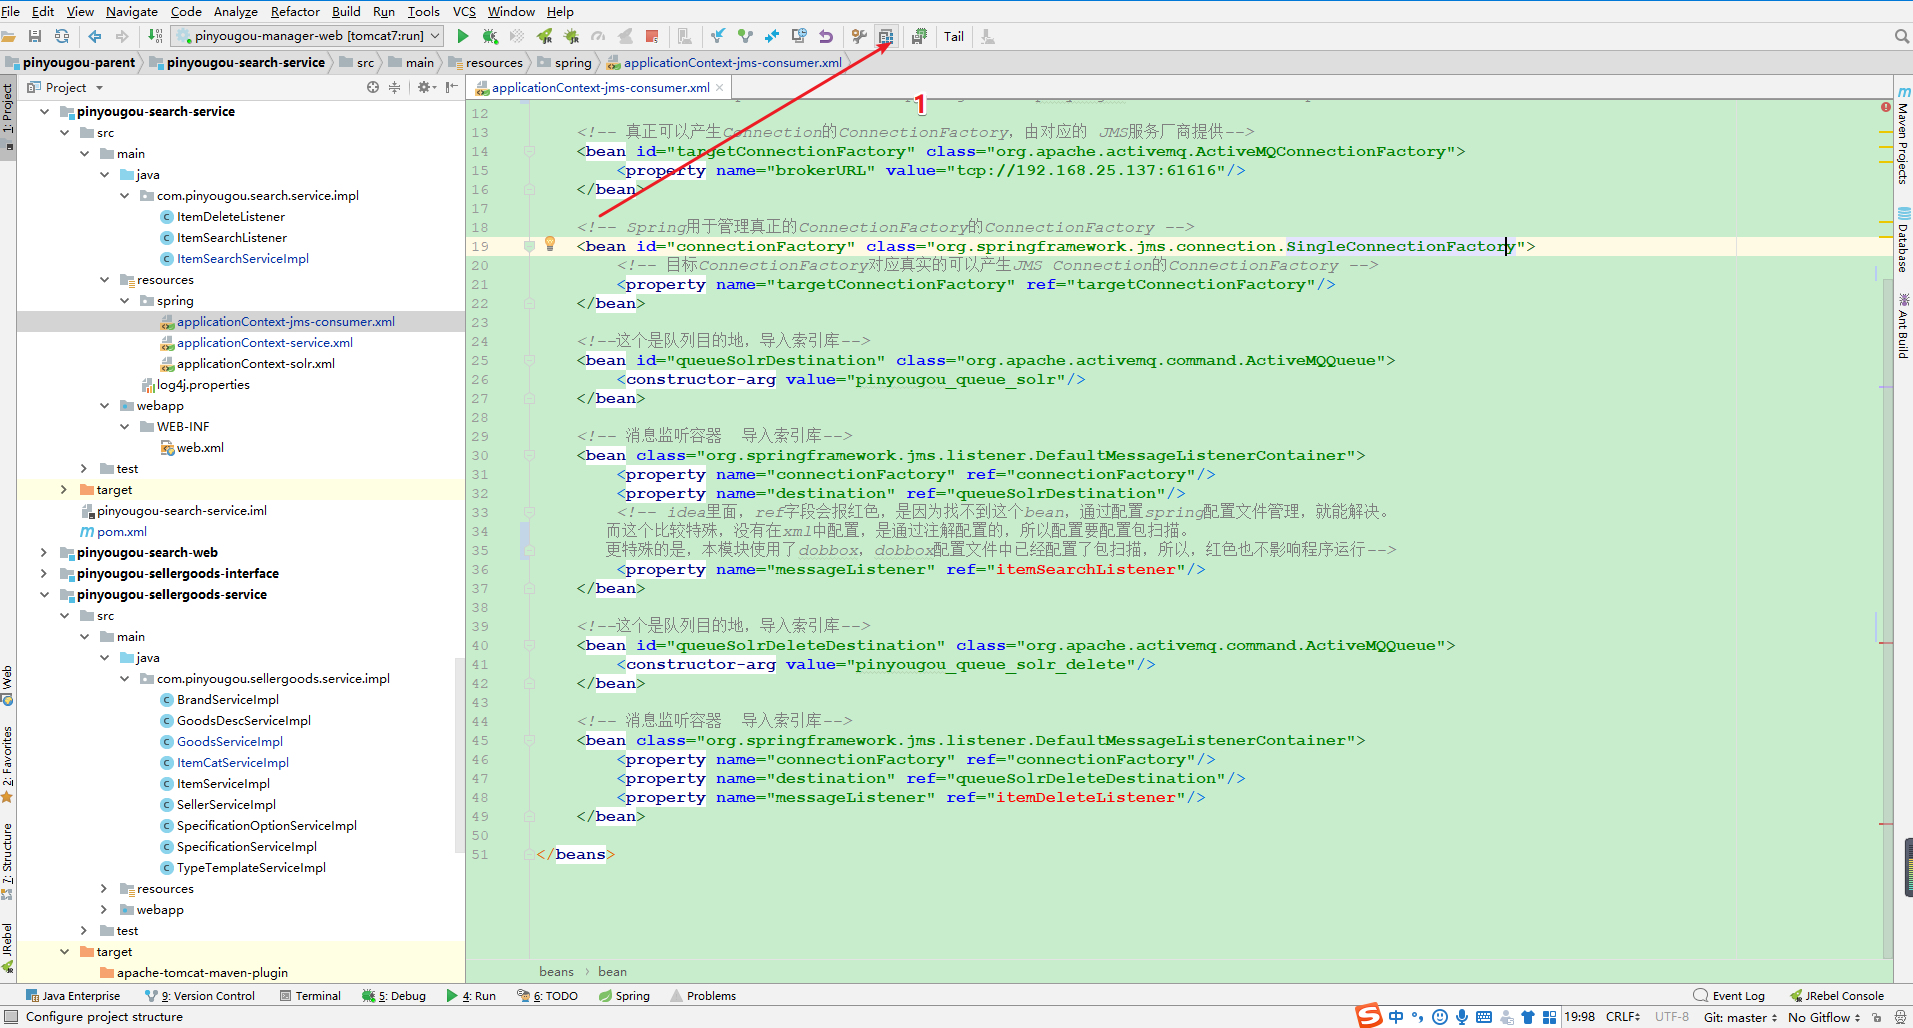 File Edit View Navigate Code Analyze Refactor Build Run Tools VCS Window Help
pinyougou-manager-web [tomcat7:run] Tail
pinyougou-parent pinyougou-search-service src main resources spring applicationContext-jms-consumer.xml
Project applicationContext-jms-consumer.xml
1
1: Project
Web
2: Favorites
7: Structure
JRebel
pinyougou-search-service
src
main
java
com.pinyougou.search.service.impl
ItemDeleteListener
ItemSearchListener
ItemSearchServiceImpl
resources
spring
applicationContext-jms-consumer.xml
applicationContext-service.xml
applicationContext-solr.xml
log4j.properties
webapp
WEB-INF
web.xml
test
target
pinyougou-search-service.iml
pom.xml
pinyougou-search-web
pinyougou-sellergoods-interface
pinyougou-sellergoods-service
src
main
java
com.pinyougou.sellergoods.service.impl
BrandServiceImpl
GoodsDescServiceImpl
GoodsServiceImpl
ItemCatServiceImpl
ItemServiceImpl
SellerServiceImpl
SpecificationOptionServiceImpl
SpecificationServiceImpl
TypeTemplateServiceImpl
resources
webapp
test
target
apache-tomcat-maven-plugin
12
13 <!-- 真正可以产生Connection的ConnectionFactory，由对应的 JMS服务厂商提供-->
14 <bean id="targetConnectionFactory" class="org.apache.activemq.ActiveMQConnectionFactory">
15 <property name="brokerURL" value="tcp://192.168.25.137:61616"/>
16 </bean>
17
18 <!-- Spring用于管理真正的ConnectionFactory的ConnectionFactory -->
19 <bean id="connectionFactory" class="org.springframework.jms.connection.SingleConnectionFactory">
20 <!-- 目标ConnectionFactory对应真实的可以产生JMS Connection的ConnectionFactory -->
21 <property name="targetConnectionFactory" ref="targetConnectionFactory"/>
22 </bean>
23
24 <!--这个是队列目的地，导入索引库-->
25 <bean id="queueSolrDestination" class="org.apache.activemq.command.ActiveMQQueue">
26 <constructor-arg value="pinyougou_queue_solr"/>
27 </bean>
28
29 <!-- 消息监听容器  导入索引库-->
30 <bean class="org.springframework.jms.listener.DefaultMessageListenerContainer">
31 <property name="connectionFactory" ref="connectionFactory"/>
32 <property name="destination" ref="queueSolrDestination"/>
33 <!-- idea里面，ref字段会报红色，是因为找不到这个bean，通过配置spring配置文件管理，就能解决。
34 而这个比较特殊，没有在xml中配置，是通过注解配置的，所以配置要配置包扫描。
35 更特殊的是，本模块使用了dobbox，dobbox配置文件中已经配置了包扫描，所以，红色也不影响程序运行-->
36 <property name="messageListener" ref="itemSearchListener"/>
37 </bean>
38
39 <!--这个是队列目的地，导入索引库-->
40 <bean id="queueSolrDeleteDestination" class="org.apache.activemq.command.ActiveMQQueue">
41 <constructor-arg value="pinyougou_queue_solr_delete"/>
42 </bean>
43
44 <!-- 消息监听容器  导入索引库-->
45 <bean class="org.springframework.jms.listener.DefaultMessageListenerContainer">
46 <property name="connectionFactory" ref="connectionFactory"/>
47 <property name="destination" ref="queueSolrDeleteDestination"/>
48 <property name="messageListener" ref="itemDeleteListener"/>
49 </bean>
50
51 </beans>
beans › bean
Maven Projects
Database
Ant Build
Java Enterprise 9: Version Control Terminal 5: Debug 4: Run 6: TODO Spring Problems Event Log JRebel Console
Configure project structure 中 19:98 CRLF UTF-8 Git: master No Gitflow